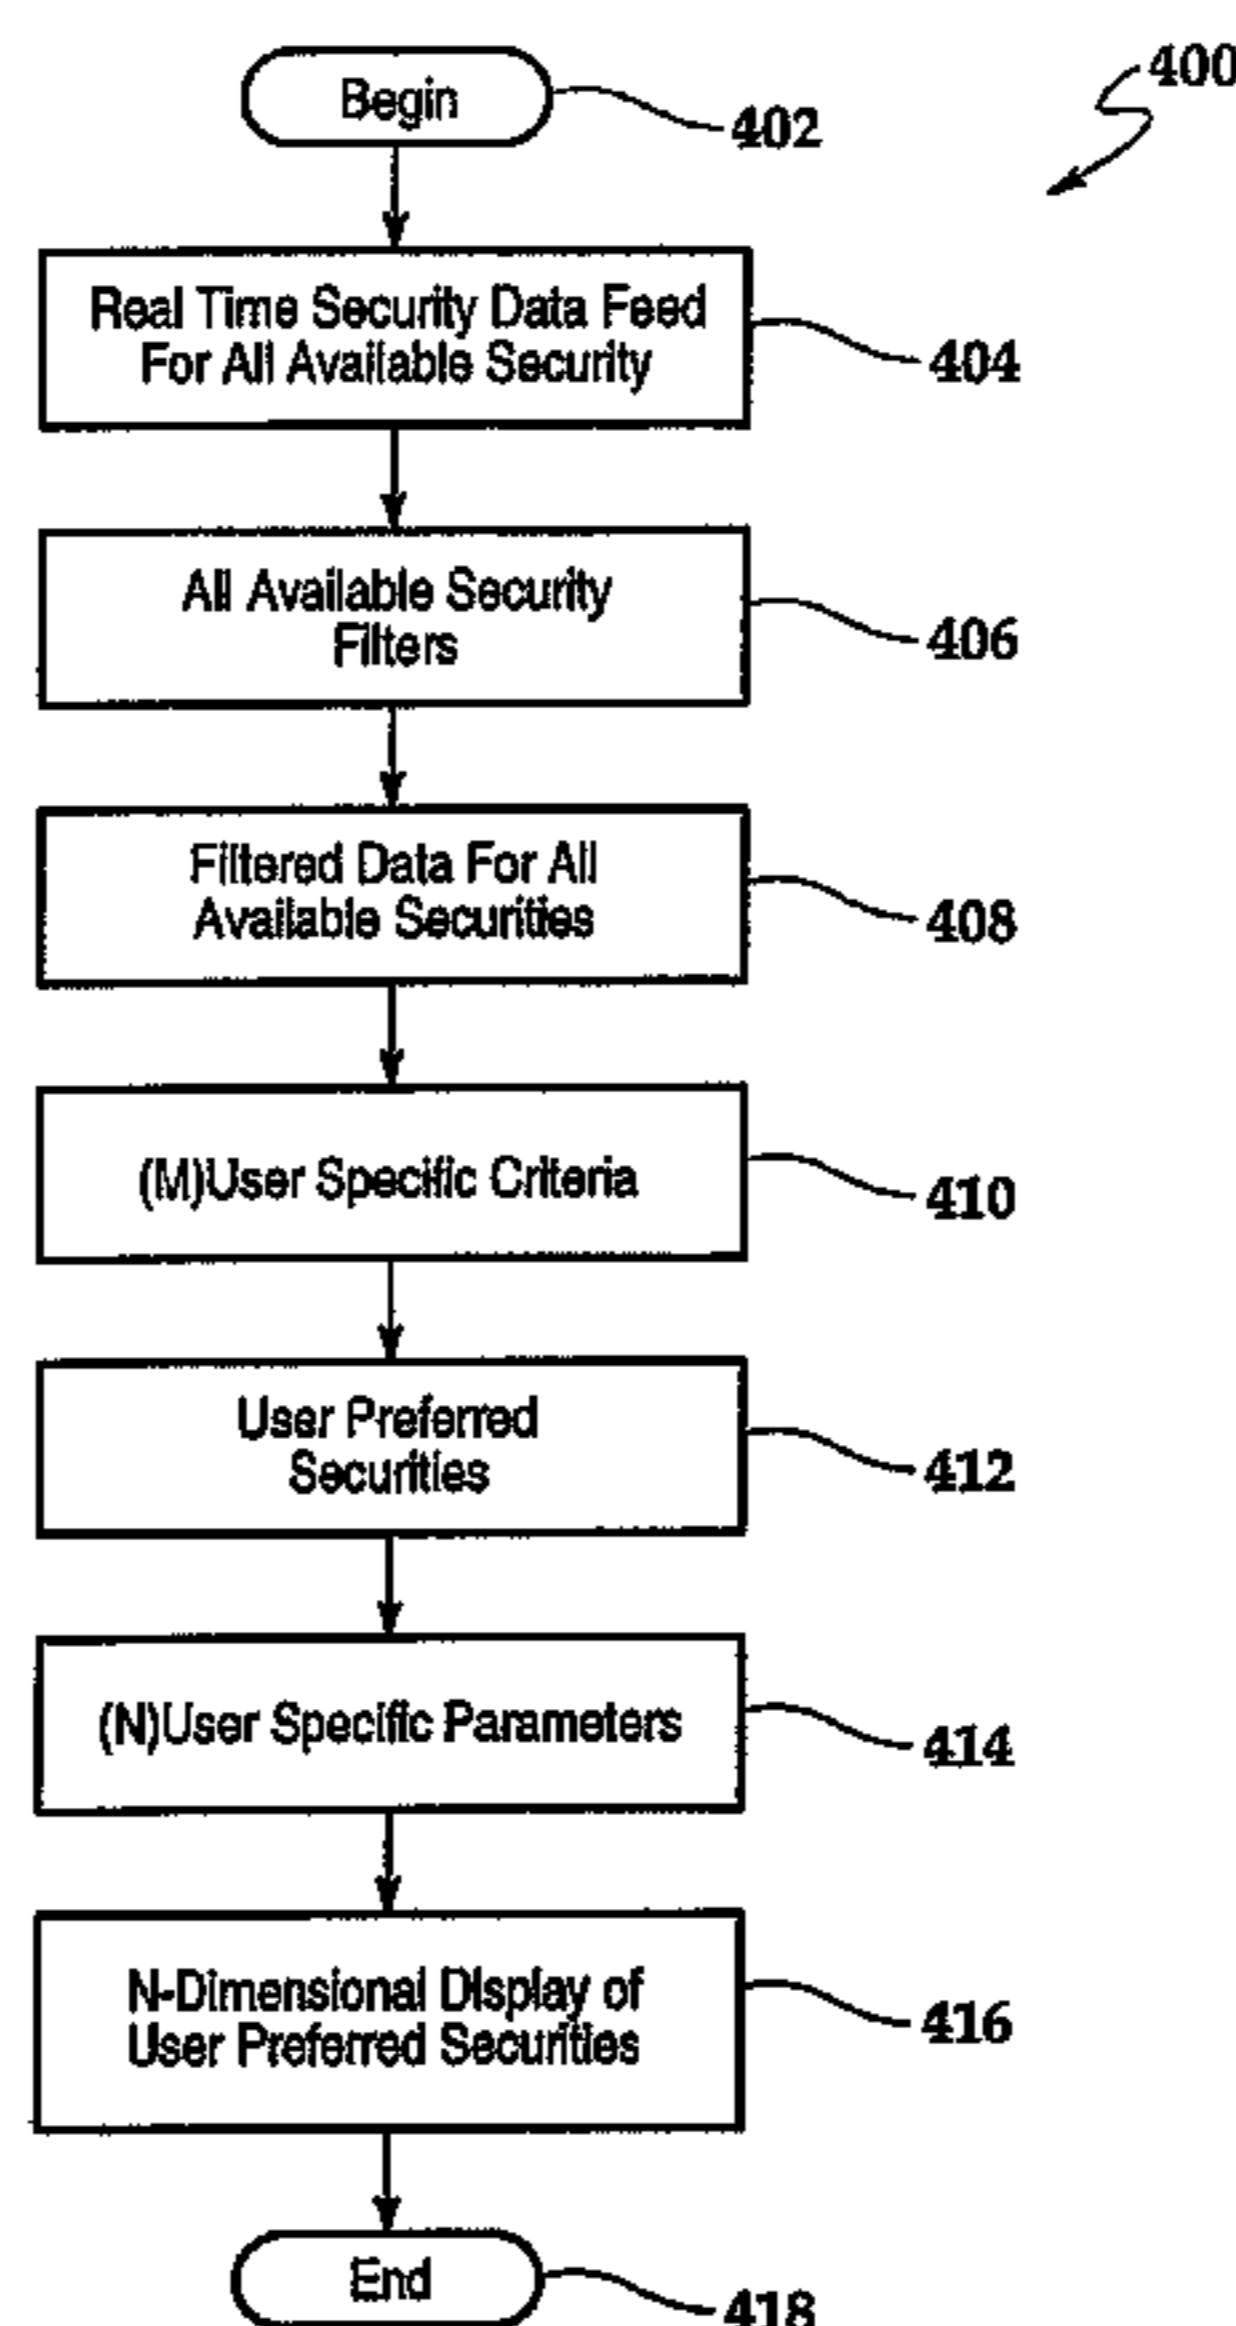 Begin
402
400
Real Time Security Data Feed
For All Available Security
404
All Available Security
Filters
406
Filtered Data For All
Available Securities
408
(M)User Specific Criteria
410
User Preferred
Securities
412
(N)User Specific Parameters
414
N-Dimensional Display of
User Preferred Securities
416
End
418